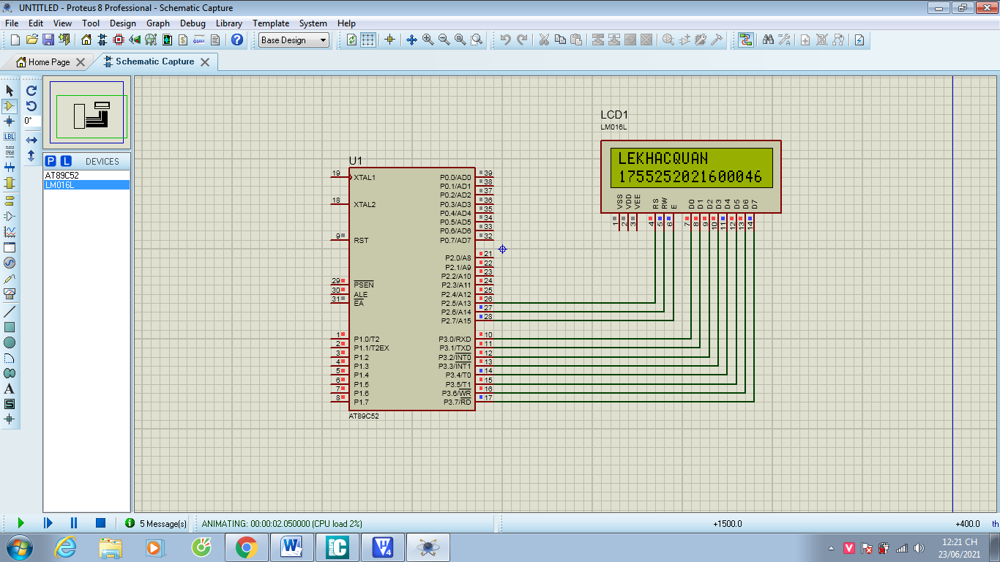 UNTITLED - Proteus 8 Professional - Schematic Capture
File Edit View Tool Design Graph Debug Library Template System Help
Base Design
Home Page
Schematic Capture
0°
LBL
P L DEVICES
AT89C52
LM016L
A
S
LCD1
LM016L
LEKHACQUAN
1755252021600046
VSS VDD VEE RS RW E D0 D1 D2 D3 D4 D5 D6 D7
1 2 3 4 5 6 7 8 9 10 11 12 13 14
U1
19 XTAL1 P0.0/AD0 39
P0.1/AD1 38
P0.2/AD2 37
18 XTAL2 P0.3/AD3 36
P0.4/AD4 35
P0.5/AD5 34
P0.6/AD6 33
9 RST P0.7/AD7 32
P2.0/A8 21
P2.1/A9 22
P2.2/A10 23
29 PSEN P2.3/A11 24
30 ALE P2.4/A12 25
31 EA P2.5/A13 26
P2.6/A14 27
P2.7/A15 28
1 P1.0/T2 P3.0/RXD 10
2 P1.1/T2EX P3.1/TXD 11
3 P1.2 P3.2/INT0 12
4 P1.3 P3.3/INT1 13
5 P1.4 P3.4/T0 14
6 P1.5 P3.5/T1 15
7 P1.6 P3.6/WR 16
8 P1.7 P3.7/RD 17
AT89C52
5 Message(s) ANIMATING: 00:00:02.050000 (CPU load 2%) +1500.0 +400.0 th
12:21 CH
23/06/2021